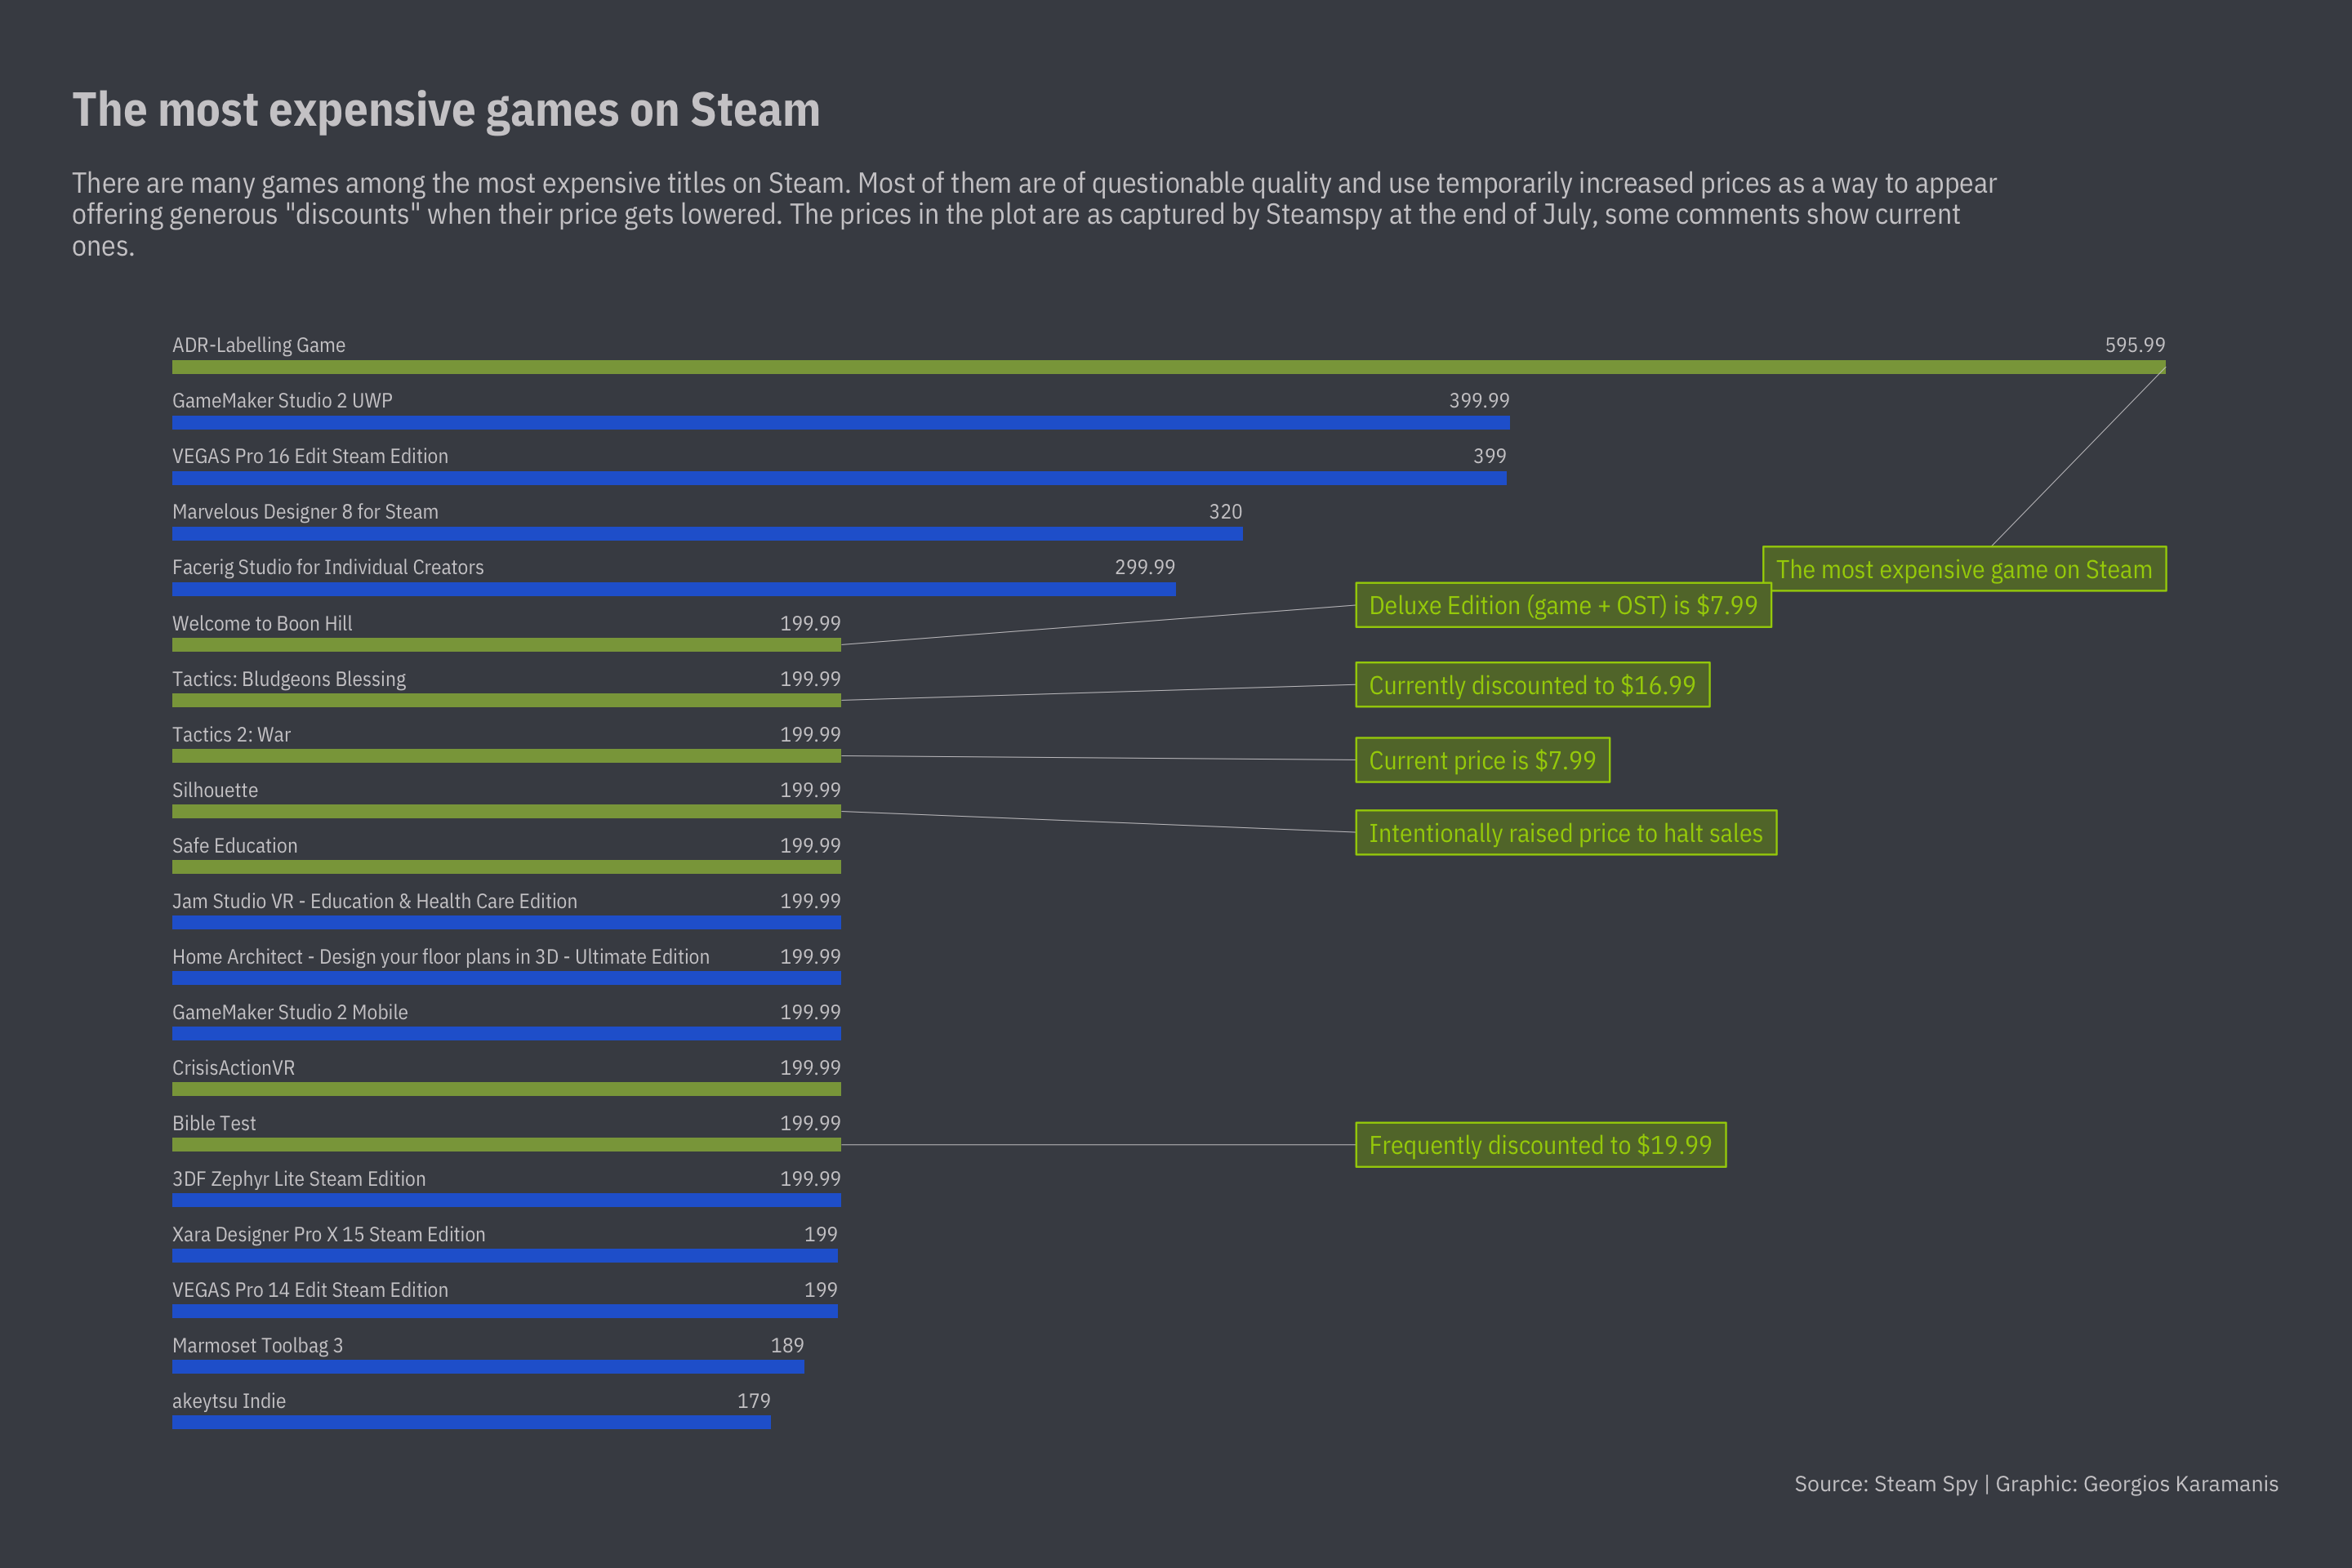 The most expensive games on Steam
There are many games among the most expensive titles on Steam. Most of them are of questionable quality and use temporarily increased prices as a way to appear
offering generous "discounts" when their price gets lowered. The prices in the plot are as captured by Steamspy at the end of July, some comments show current
ones.
ADR-Labelling Game 595.99
GameMaker Studio 2 UWP 399.99
VEGAS Pro 16 Edit Steam Edition 399
Marvelous Designer 8 for Steam 320
The most expensive game on Steam
Facerig Studio for Individual Creators 299.99
Deluxe Edition (game + OST) is $7.99
Welcome to Boon Hill 199.99
Tactics: Bludgeons Blessing 199.99
Currently discounted to $16.99
Tactics 2: War 199.99
Current price is $7.99
Silhouette 199.99
Intentionally raised price to halt sales
Safe Education 199.99
Jam Studio VR - Education & Health Care Edition 199.99
Home Architect - Design your floor plans in 3D - Ultimate Edition 199.99
GameMaker Studio 2 Mobile 199.99
CrisisActionVR 199.99
Bible Test 199.99
Frequently discounted to $19.99
3DF Zephyr Lite Steam Edition 199.99
Xara Designer Pro X 15 Steam Edition 199
VEGAS Pro 14 Edit Steam Edition 199
Marmoset Toolbag 3 189
akeytsu Indie 179
Source: Steam Spy | Graphic: Georgios Karamanis